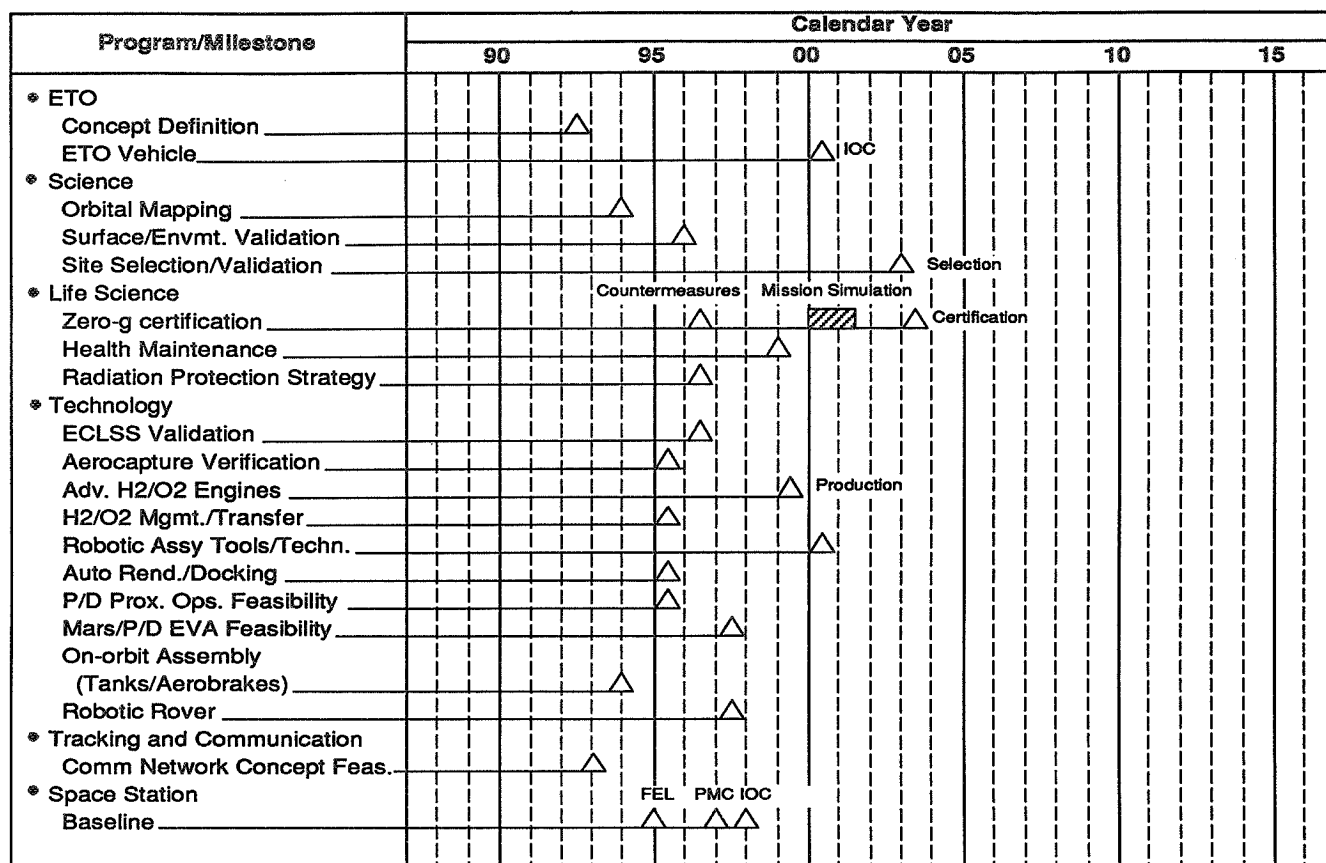 Program/Milestone
Calendar Year
90 95 00 05 10 15
• ETO
Concept Definition
ETO Vehicle IOC
• Science
Orbital Mapping
Surface/Envmt. Validation
Site Selection/Validation Selection
• Life Science Countermeasures Mission Simulation
Zero-g certification Certification
Health Maintenance
Radiation Protection Strategy
• Technology
ECLSS Validation
Aerocapture Verification
Adv. H2/O2 Engines Production
H2/O2 Mgmt./Transfer
Robotic Assy Tools/Techn.
Auto Rend./Docking
P/D Prox. Ops. Feasibility
Mars/P/D EVA Feasibility
On-orbit Assembly
(Tanks/Aerobrakes)
Robotic Rover
• Tracking and Communication
Comm Network Concept Feas.
• Space Station FEL PMC IOC
Baseline